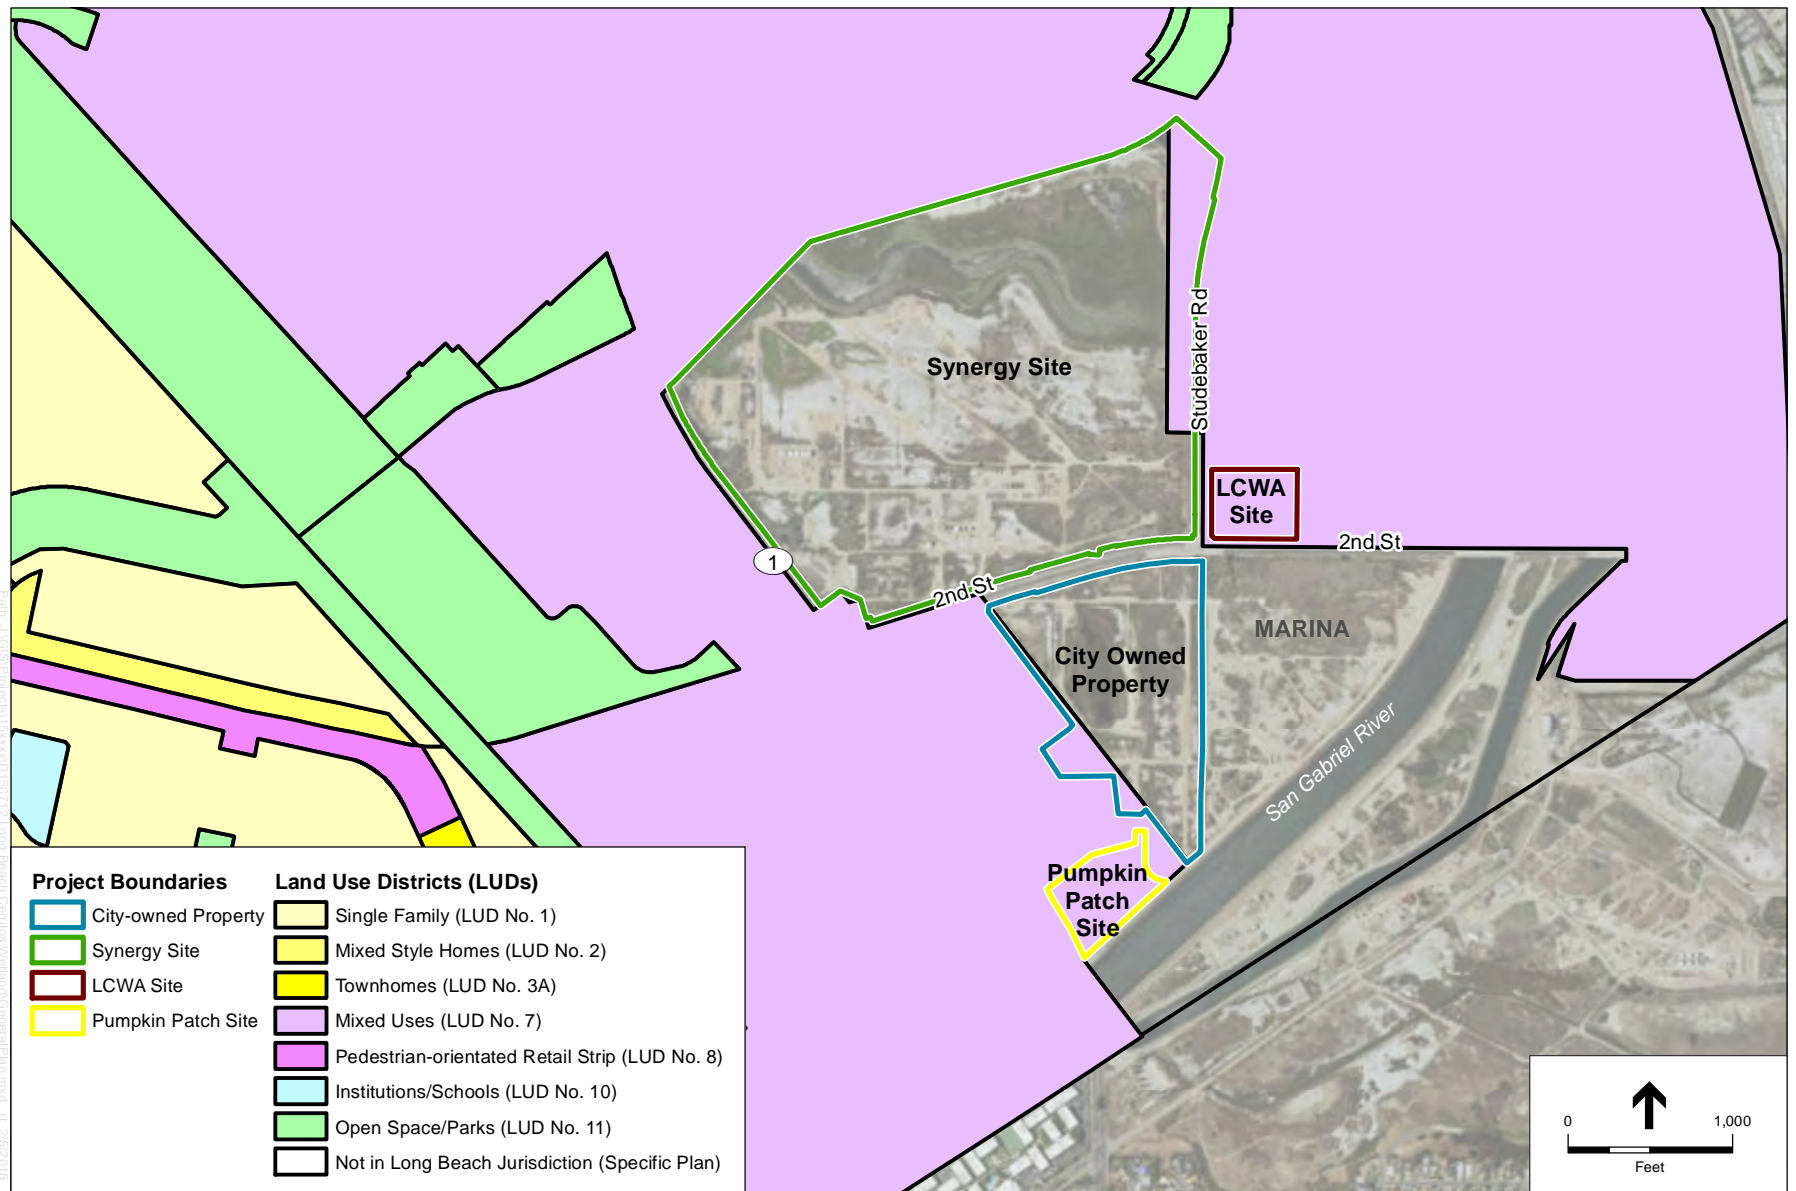 Synergy Site
Studebaker Rd
LCWA
Site
2nd St
1
2nd St
MARINA
City Owned
Property
San Gabriel River
Pumpkin
Patch
Site
Project Boundaries
City-owned Property
Synergy Site
LCWA Site
Pumpkin Patch Site
Land Use Districts (LUDs)
Single Family (LUD No. 1)
Mixed Style Homes (LUD No. 2)
Townhomes (LUD No. 3A)
Mixed Uses (LUD No. 7)
Pedestrian-orientated Retail Strip (LUD No. 8)
Institutions/Schools (LUD No. 10)
Open Space/Parks (LUD No. 11)
Not in Long Beach Jurisdiction (Specific Plan)
0 1,000
Feet